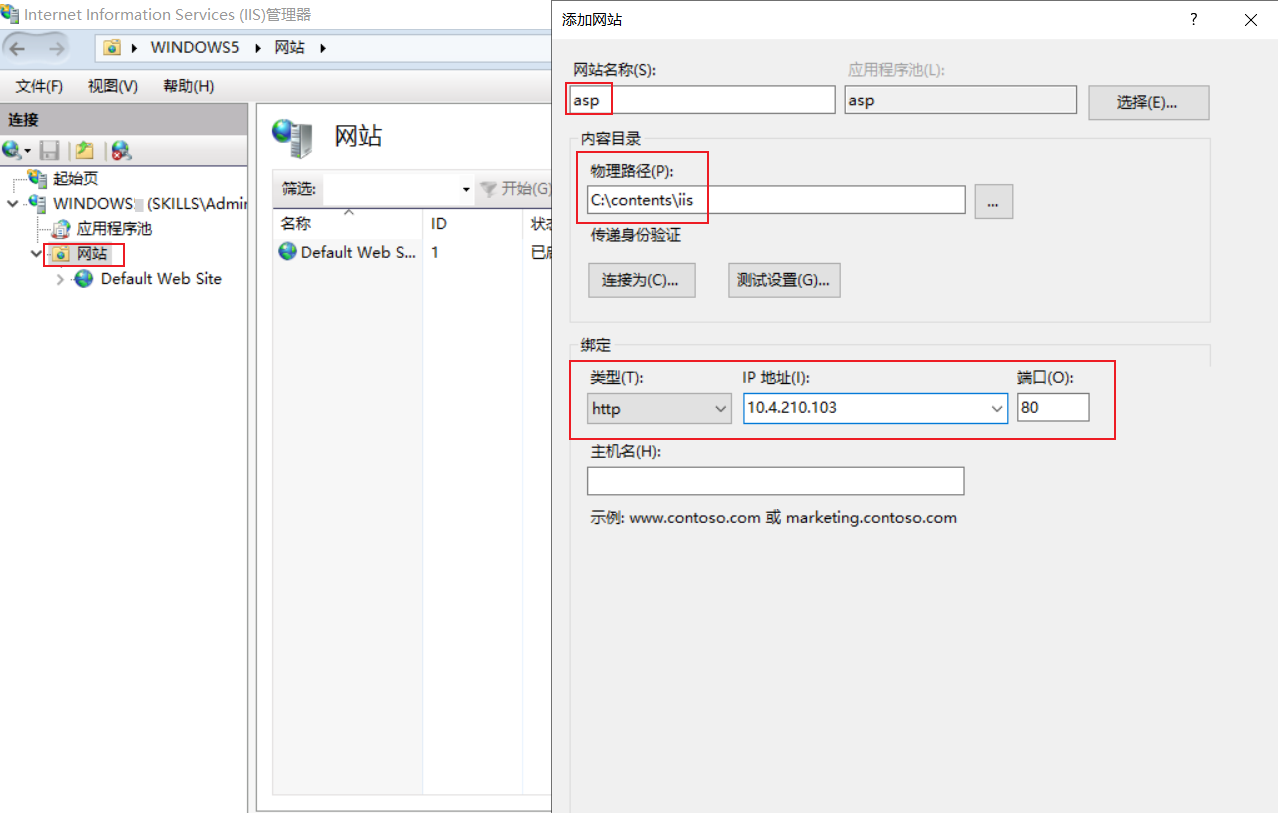 Internet Information Services (IIS)管理器
WINDOWS5 网站
文件(F) 视图(V) 帮助(H)
连接
起始页
WINDOWS (SKILLS\Admin
应用程序池
网站
Default Web Site
网站
筛选: 开始(G)
名称 ID 状态
Default Web S... 1 已启
添加网站 ?
网站名称(S): 应用程序池(L):
asp asp 选择(E)...
内容目录
物理路径(P):
C:\contents\iis ...
传递身份验证
连接为(C)... 测试设置(G)...
绑定
类型(T): IP 地址(I): 端口(O):
http 10.4.210.103 80
主机名(H):
示例: www.contoso.com 或 marketing.contoso.com